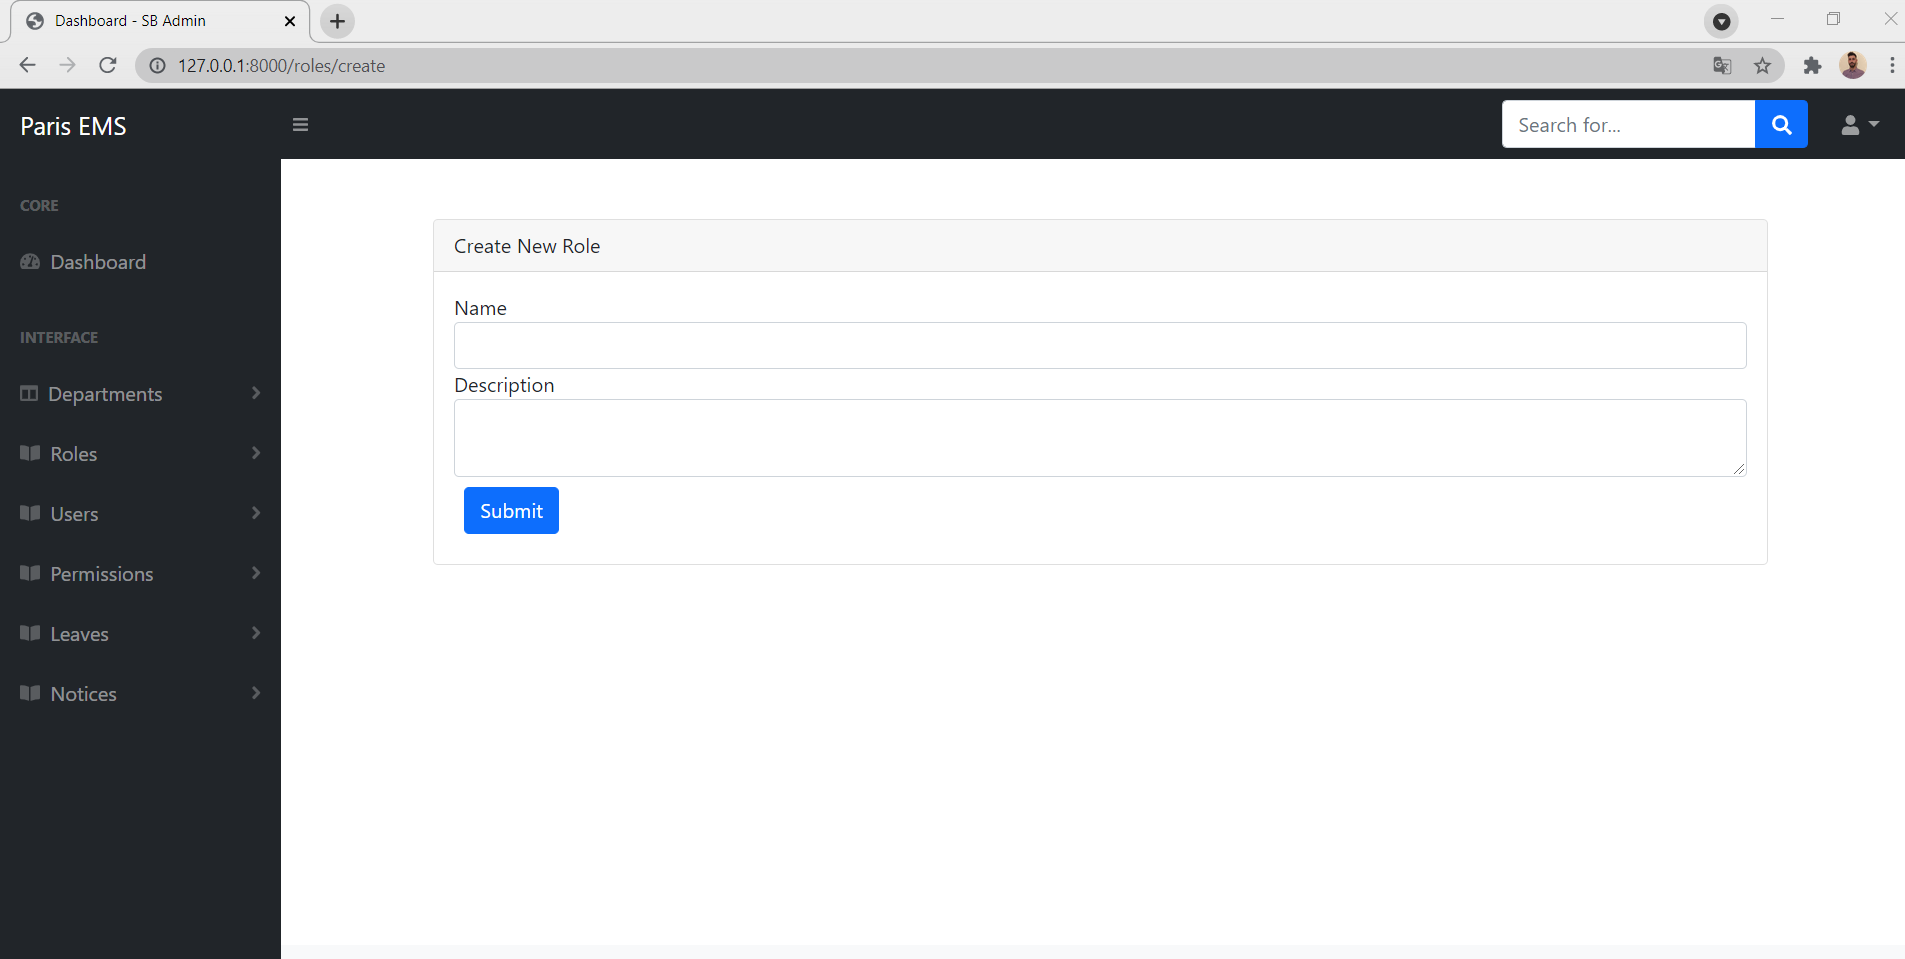 Dashboard - SB Admin
127.0.0.1:8000/roles/create
Paris EMS
Search for...
CORE
Dashboard
INTERFACE
Departments
Roles
Users
Permissions
Leaves
Notices
Create New Role
Name
Description
Submit